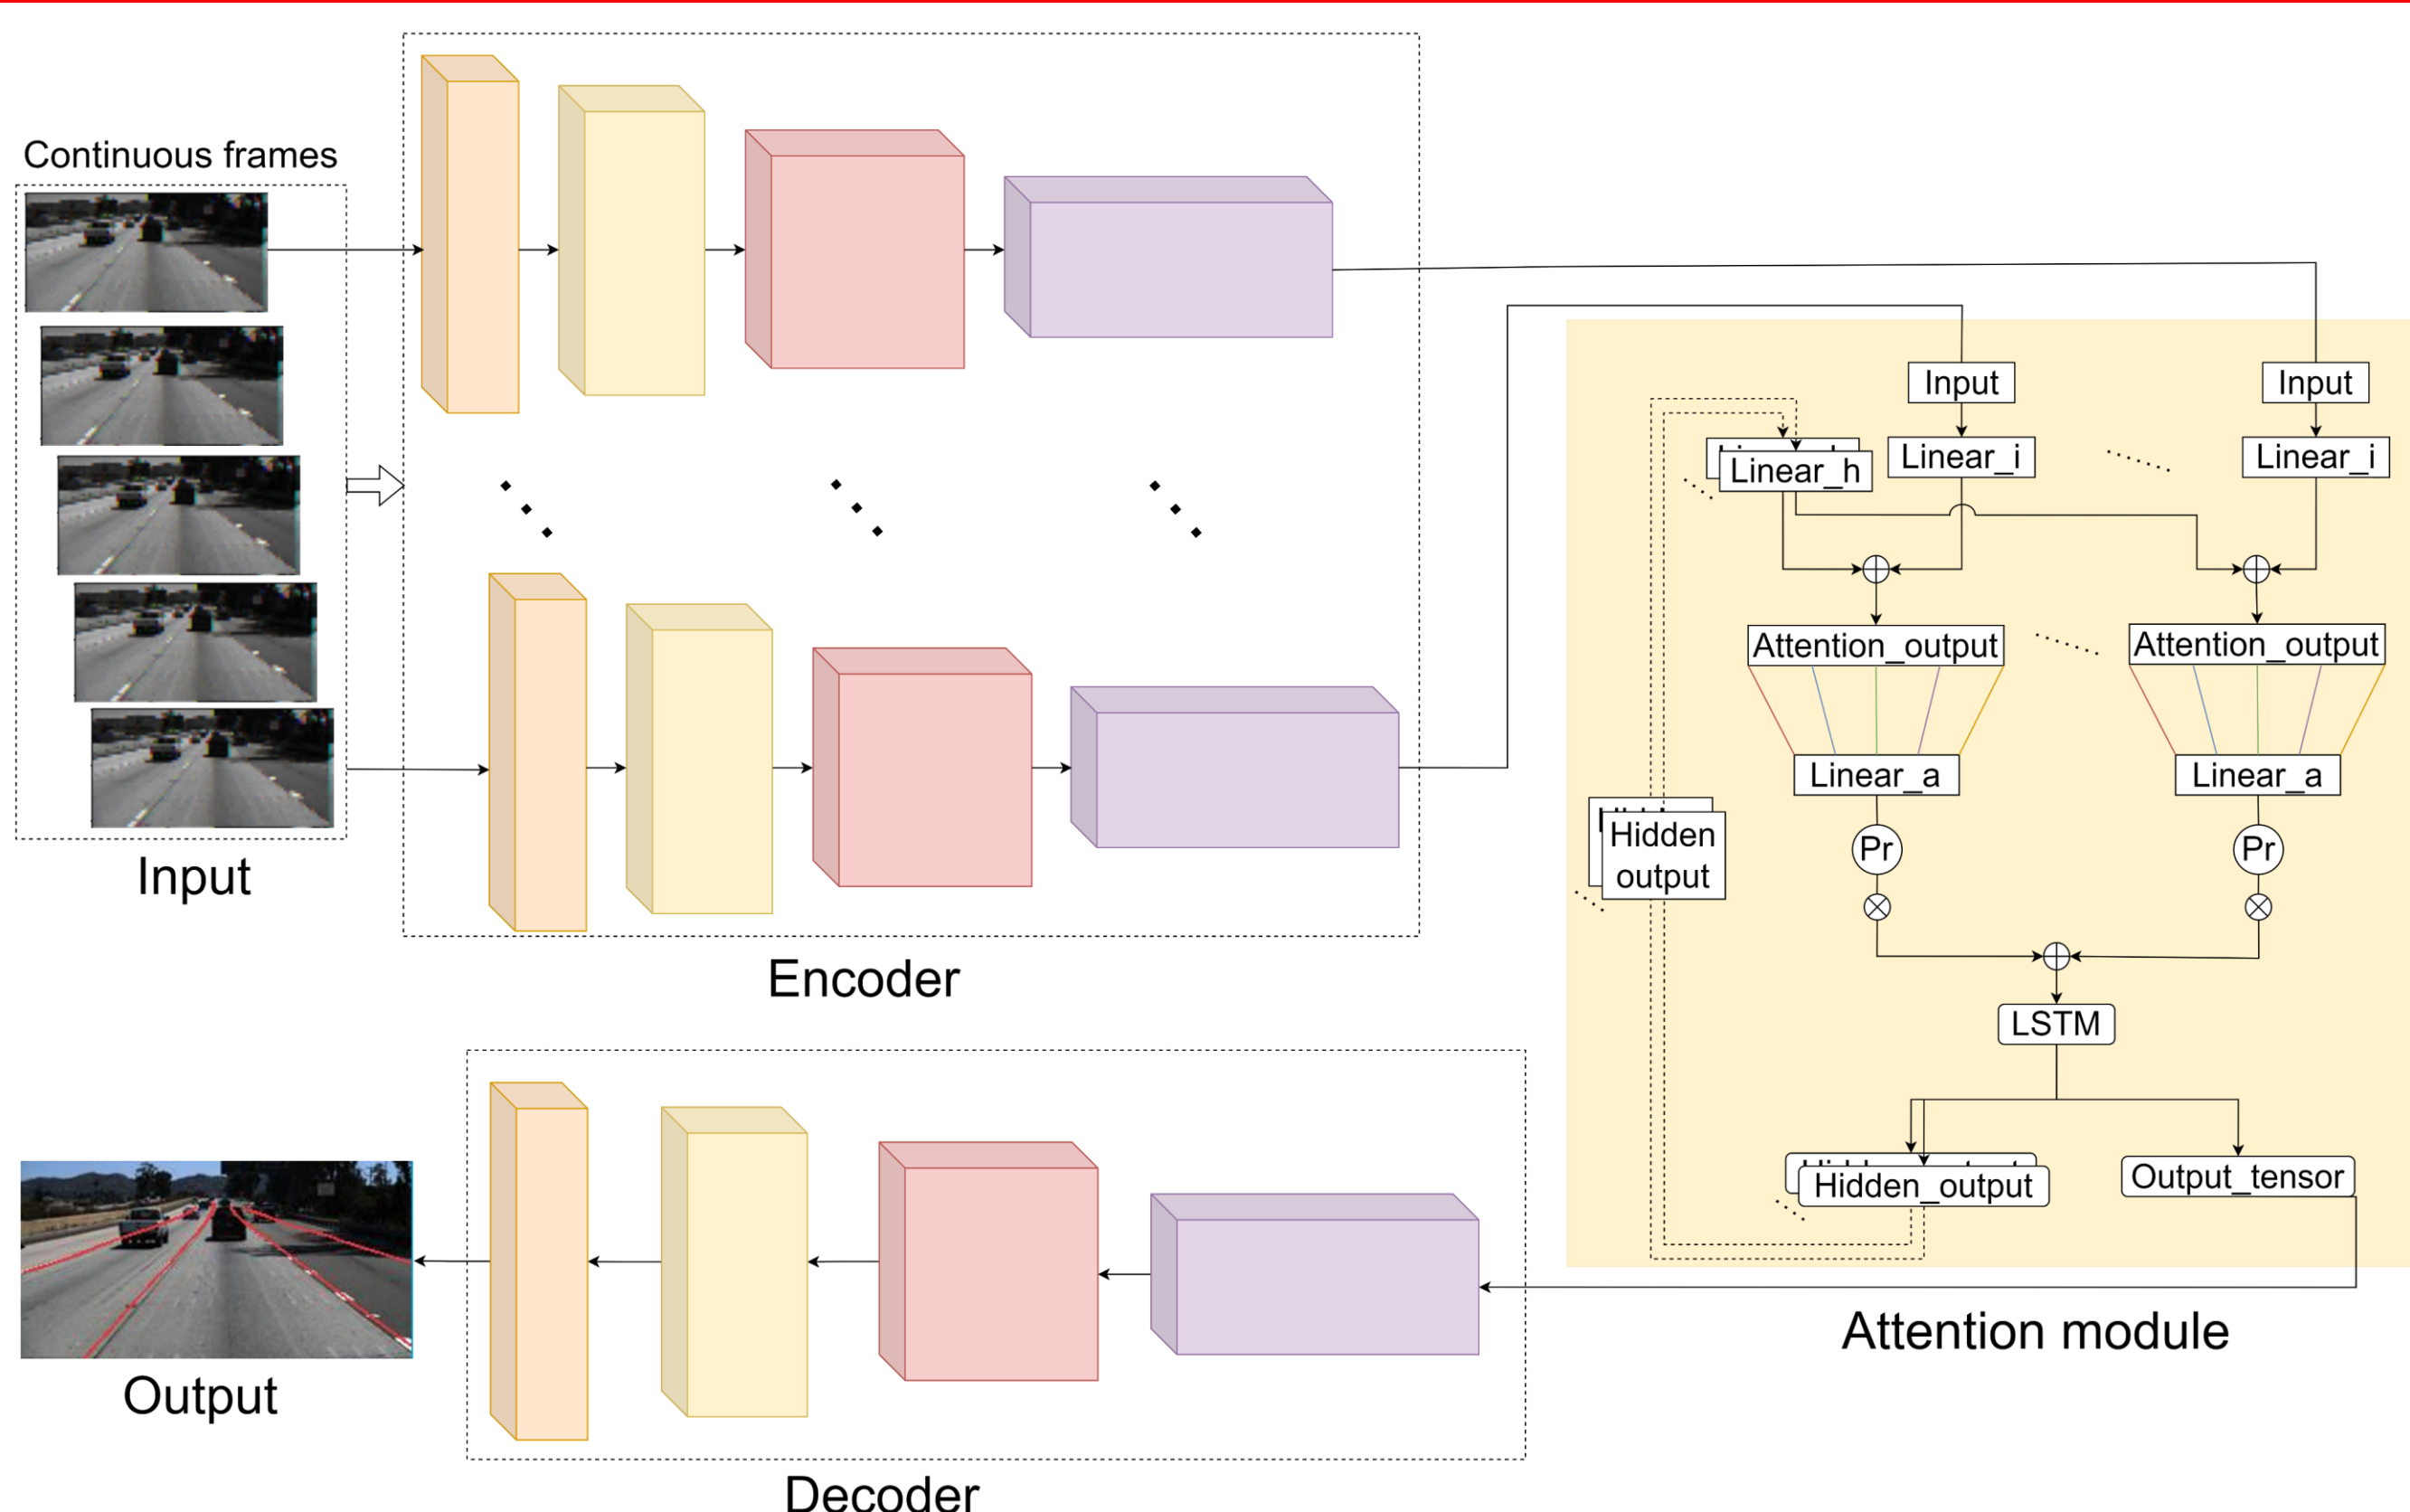 Continuous frames
Input
Encoder
Input
Input
Linear_h
Linear_i
Linear_i
Attention_output
Attention_output
Linear_a
Linear_a
Hidden
output
Pr
Pr
LSTM
Hidden_output
Output_tensor
Attention module
Output
Decoder